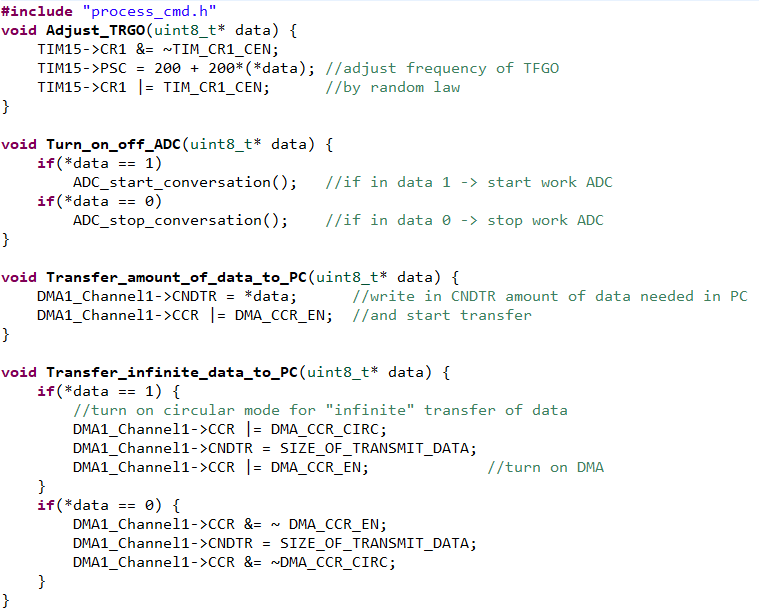 #include "process_cmd.h"
void Adjust_TRGO(uint8_t* data) {
    TIM15->CR1 &= ~TIM_CR1_CEN;
    TIM15->PSC = 200 + 200*(*data); //adjust frequency of TFGO
    TIM15->CR1 |= TIM_CR1_CEN;      //by random law
}

void Turn_on_off_ADC(uint8_t* data) {
    if(*data == 1)
        ADC_start_conversation();   //if in data 1 -> start work ADC
    if(*data == 0)
        ADC_stop_conversation();    //if in data 0 -> stop work ADC
}

void Transfer_amount_of_data_to_PC(uint8_t* data) {
    DMA1_Channel1->CNDTR = *data;      //write in CNDTR amount of data needed in PC
    DMA1_Channel1->CCR |= DMA_CCR_EN;  //and start transfer
}

void Transfer_infinite_data_to_PC(uint8_t* data) {
    if(*data == 1) {
        //turn on circular mode for "infinite" transfer of data
        DMA1_Channel1->CCR |= DMA_CCR_CIRC;
        DMA1_Channel1->CNDTR = SIZE_OF_TRANSMIT_DATA;
        DMA1_Channel1->CCR |= DMA_CCR_EN;             //turn on DMA
    }
    if(*data == 0) {
        DMA1_Channel1->CCR &= ~ DMA_CCR_EN;
        DMA1_Channel1->CNDTR = SIZE_OF_TRANSMIT_DATA;
        DMA1_Channel1->CCR &= ~DMA_CCR_CIRC;
    }
}